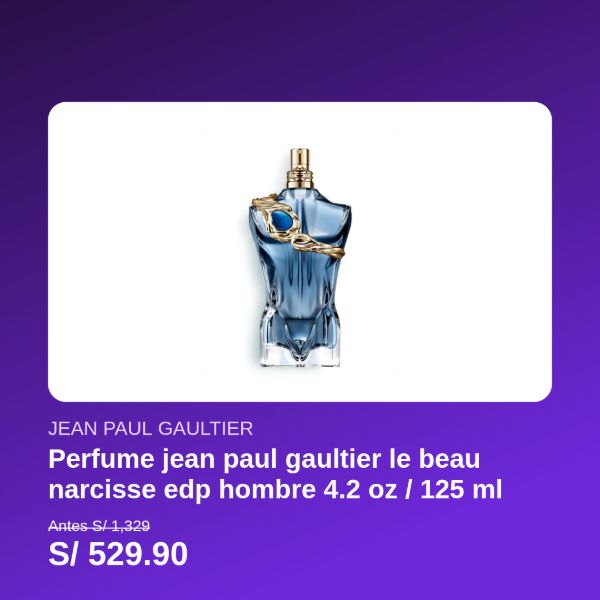 JEAN PAUL GAULTIER
Perfume jean paul gaultier le beau
narcisse edp hombre 4.2 oz / 125 ml
Antes S/ 1,329
S/ 529.90